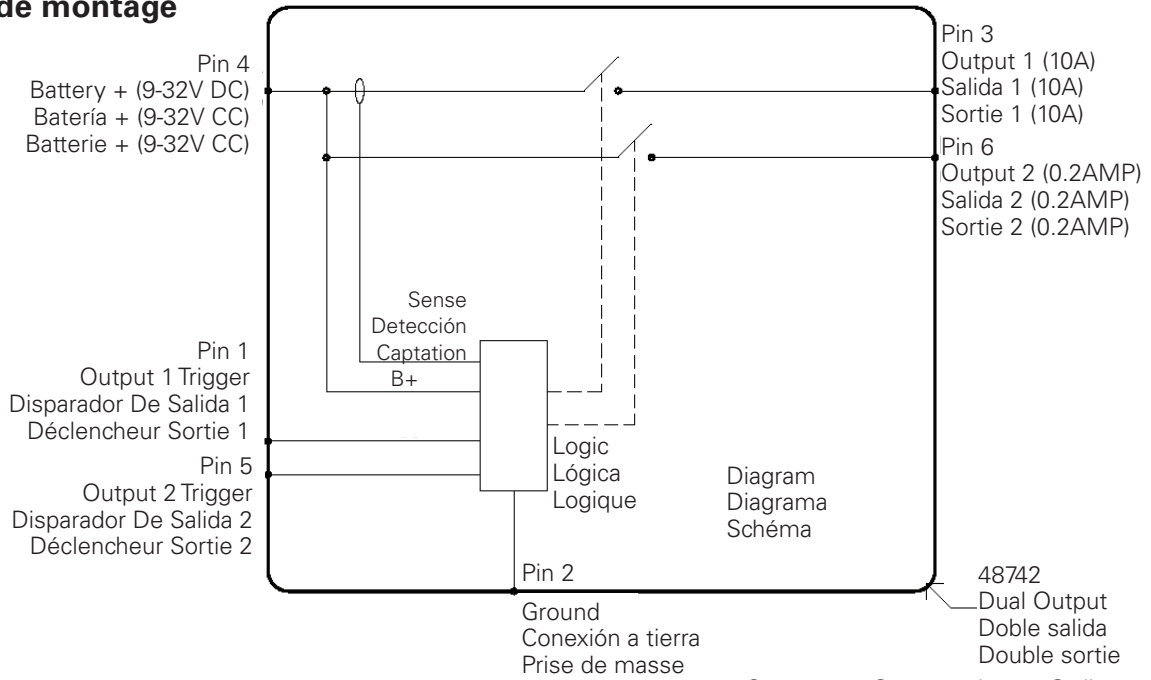 de montage
Pin 4
Battery + (9-32V DC)
Batería + (9-32V CC)
Batterie + (9-32V CC)
Pin 3
Output 1 (10A)
Salida 1 (10A)
Sortie 1 (10A)
Pin 6
Output 2 (0.2AMP)
Salida 2 (0.2AMP)
Sortie 2 (0.2AMP)
Sense
Detección
Captation
B+
Pin 1
Output 1 Trigger
Disparador De Salida 1
Déclencheur Sortie 1
Pin 5
Output 2 Trigger
Disparador De Salida 2
Déclencheur Sortie 2
Logic
Lógica
Logique
Diagram
Diagrama
Schéma
Pin 2
Ground
Conexión a tierra
Prise de masse
48742
Dual Output
Doble salida
Double sortie